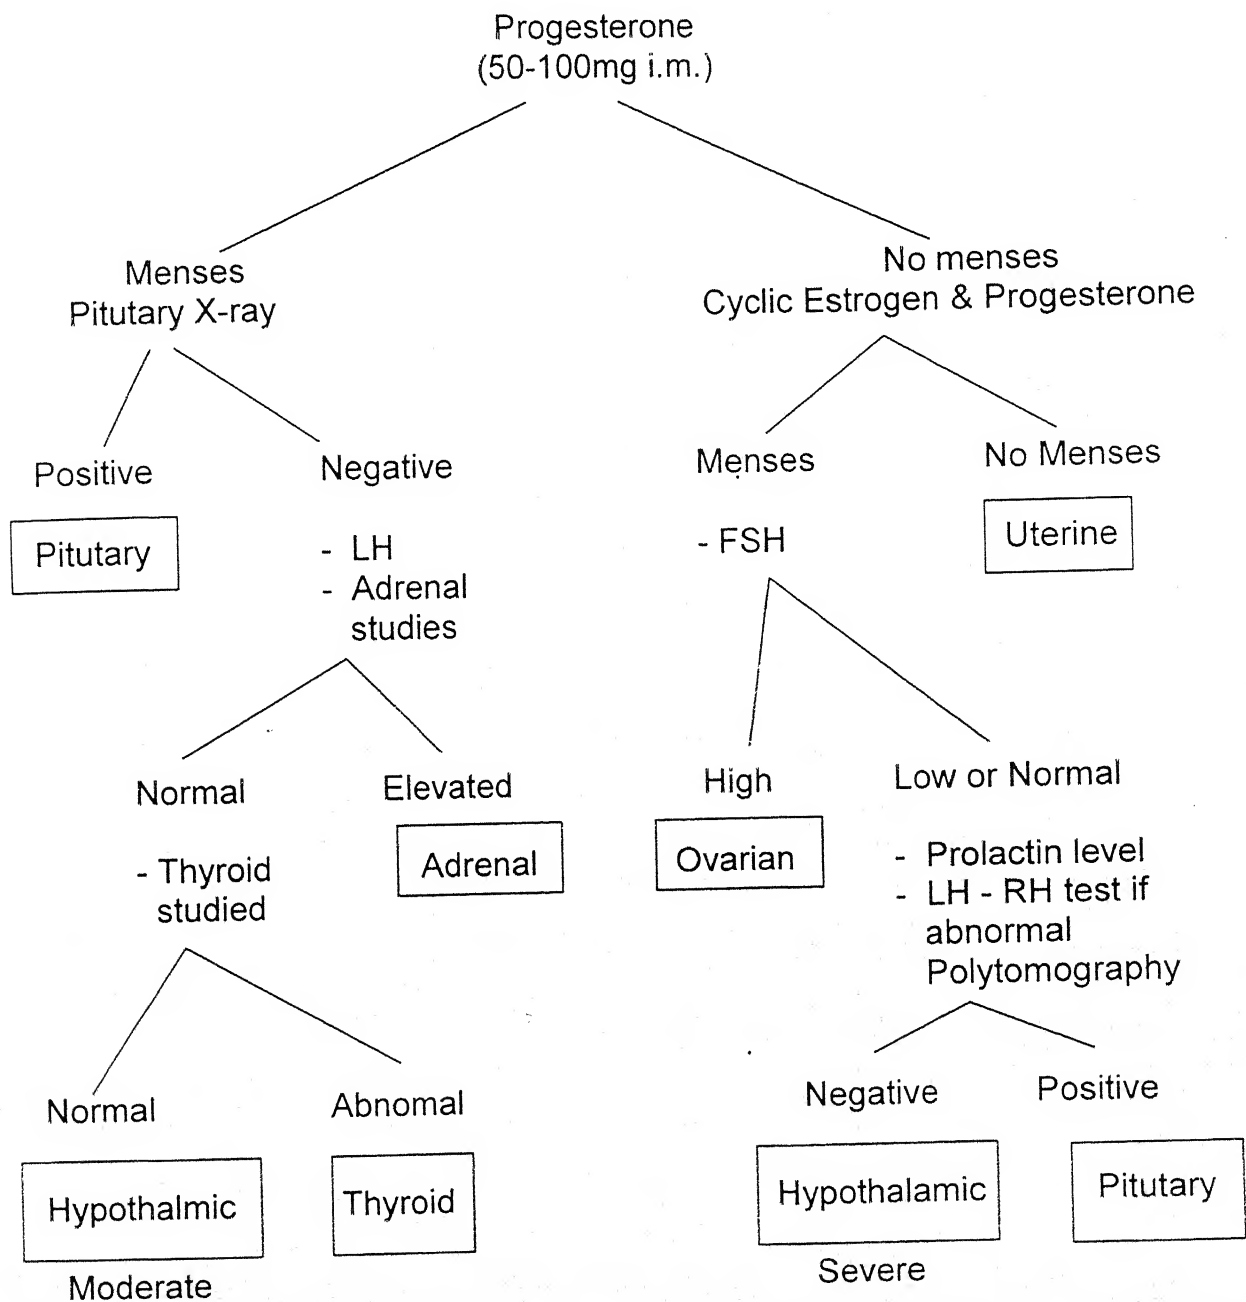 Progesterone
(50-100mg i.m.)
Menses
Pitutary X-ray
No menses
Cyclic Estrogen & Progesterone
Positive
Pitutary
Negative
- LH
- Adrenal
studies
Menses
- FSH
No Menses
Uterine
Normal
- Thyroid
studied
Elevated
Adrenal
High
Ovarian
Low or Normal
- Prolactin level
- LH - RH test if
abnormal
Polytomography
Normal
Hypothalmic
Moderate
Abnomal
Thyroid
Negative
Hypothalamic
Severe
Positive
Pitutary